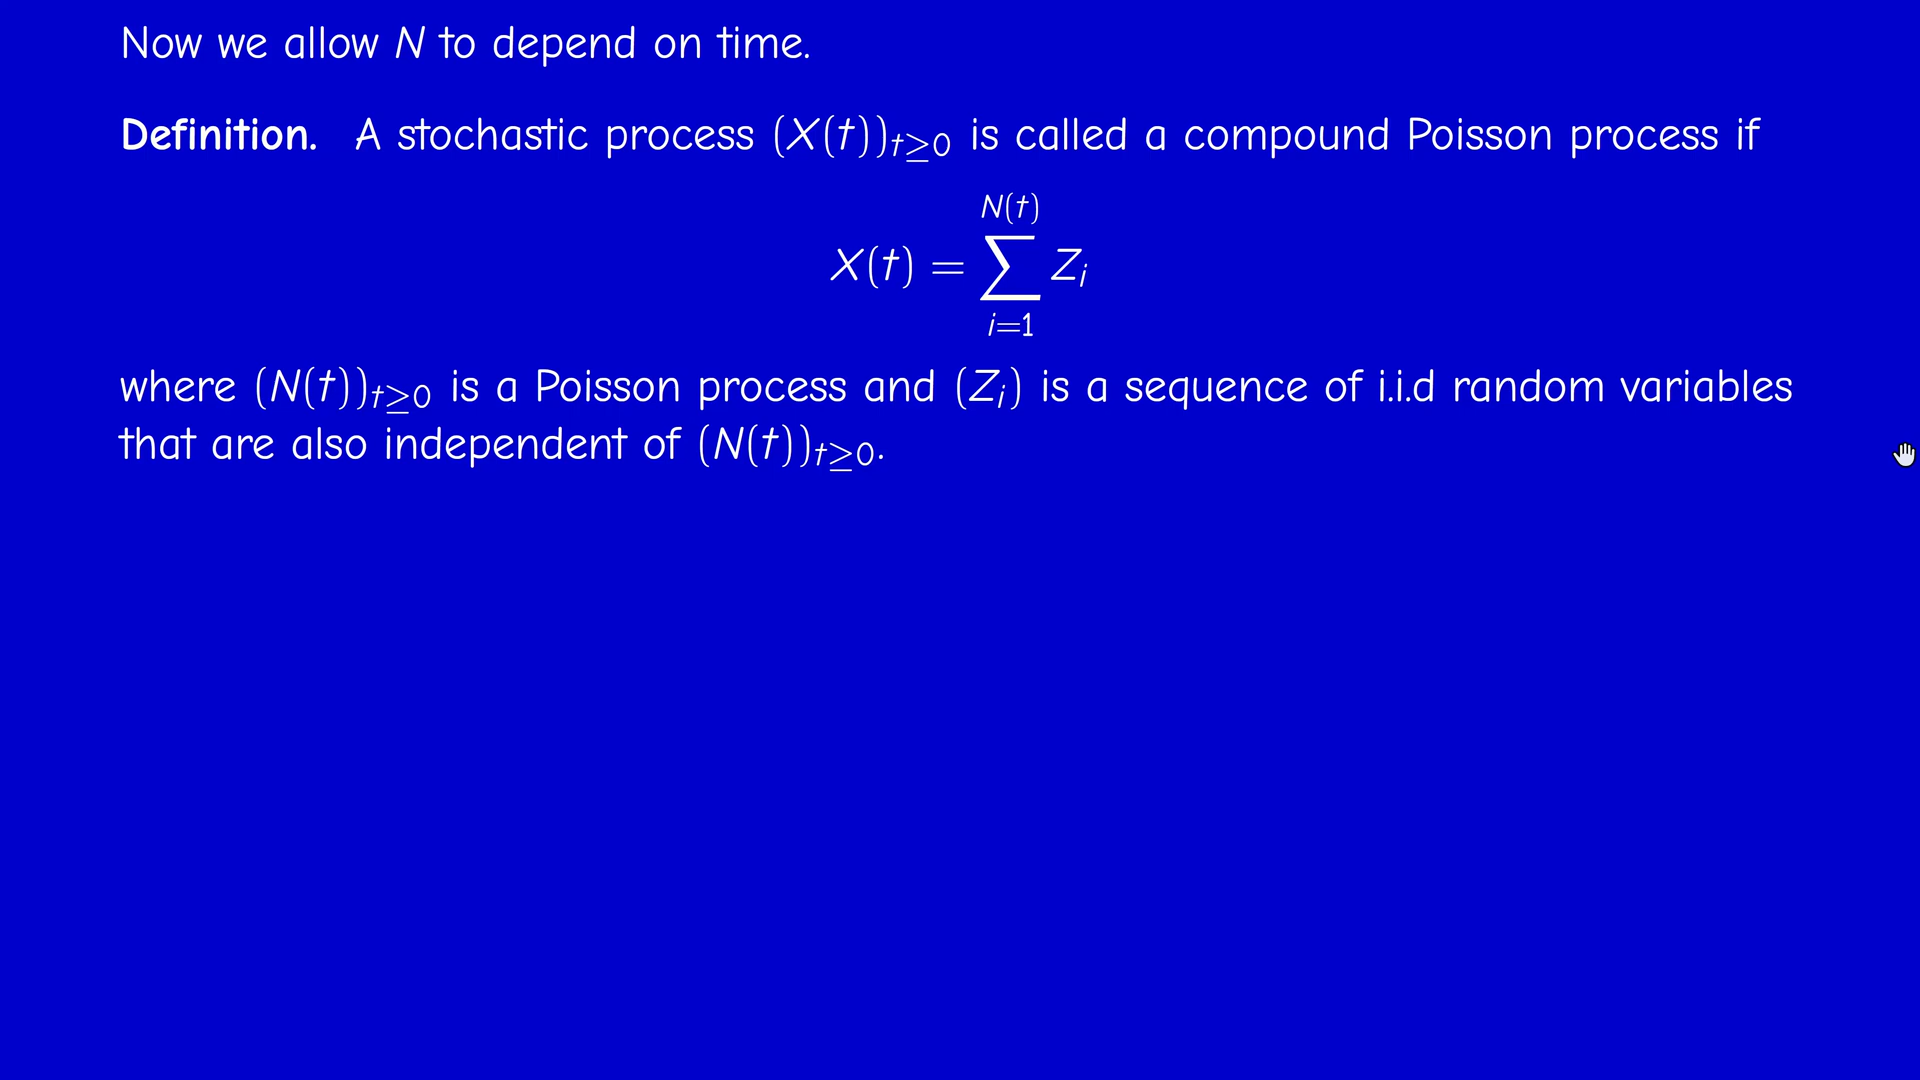 Now we allow N to depend on time.
Definition. A stochastic process (X(t))_{t≥0} is called a compound Poisson process if
X(t) = \sum_{i=1}^{N(t)} Z_i
where (N(t))_{t≥0} is a Poisson process and (Z_i) is a sequence of i.i.d random variables
that are also independent of (N(t))_{t≥0}.